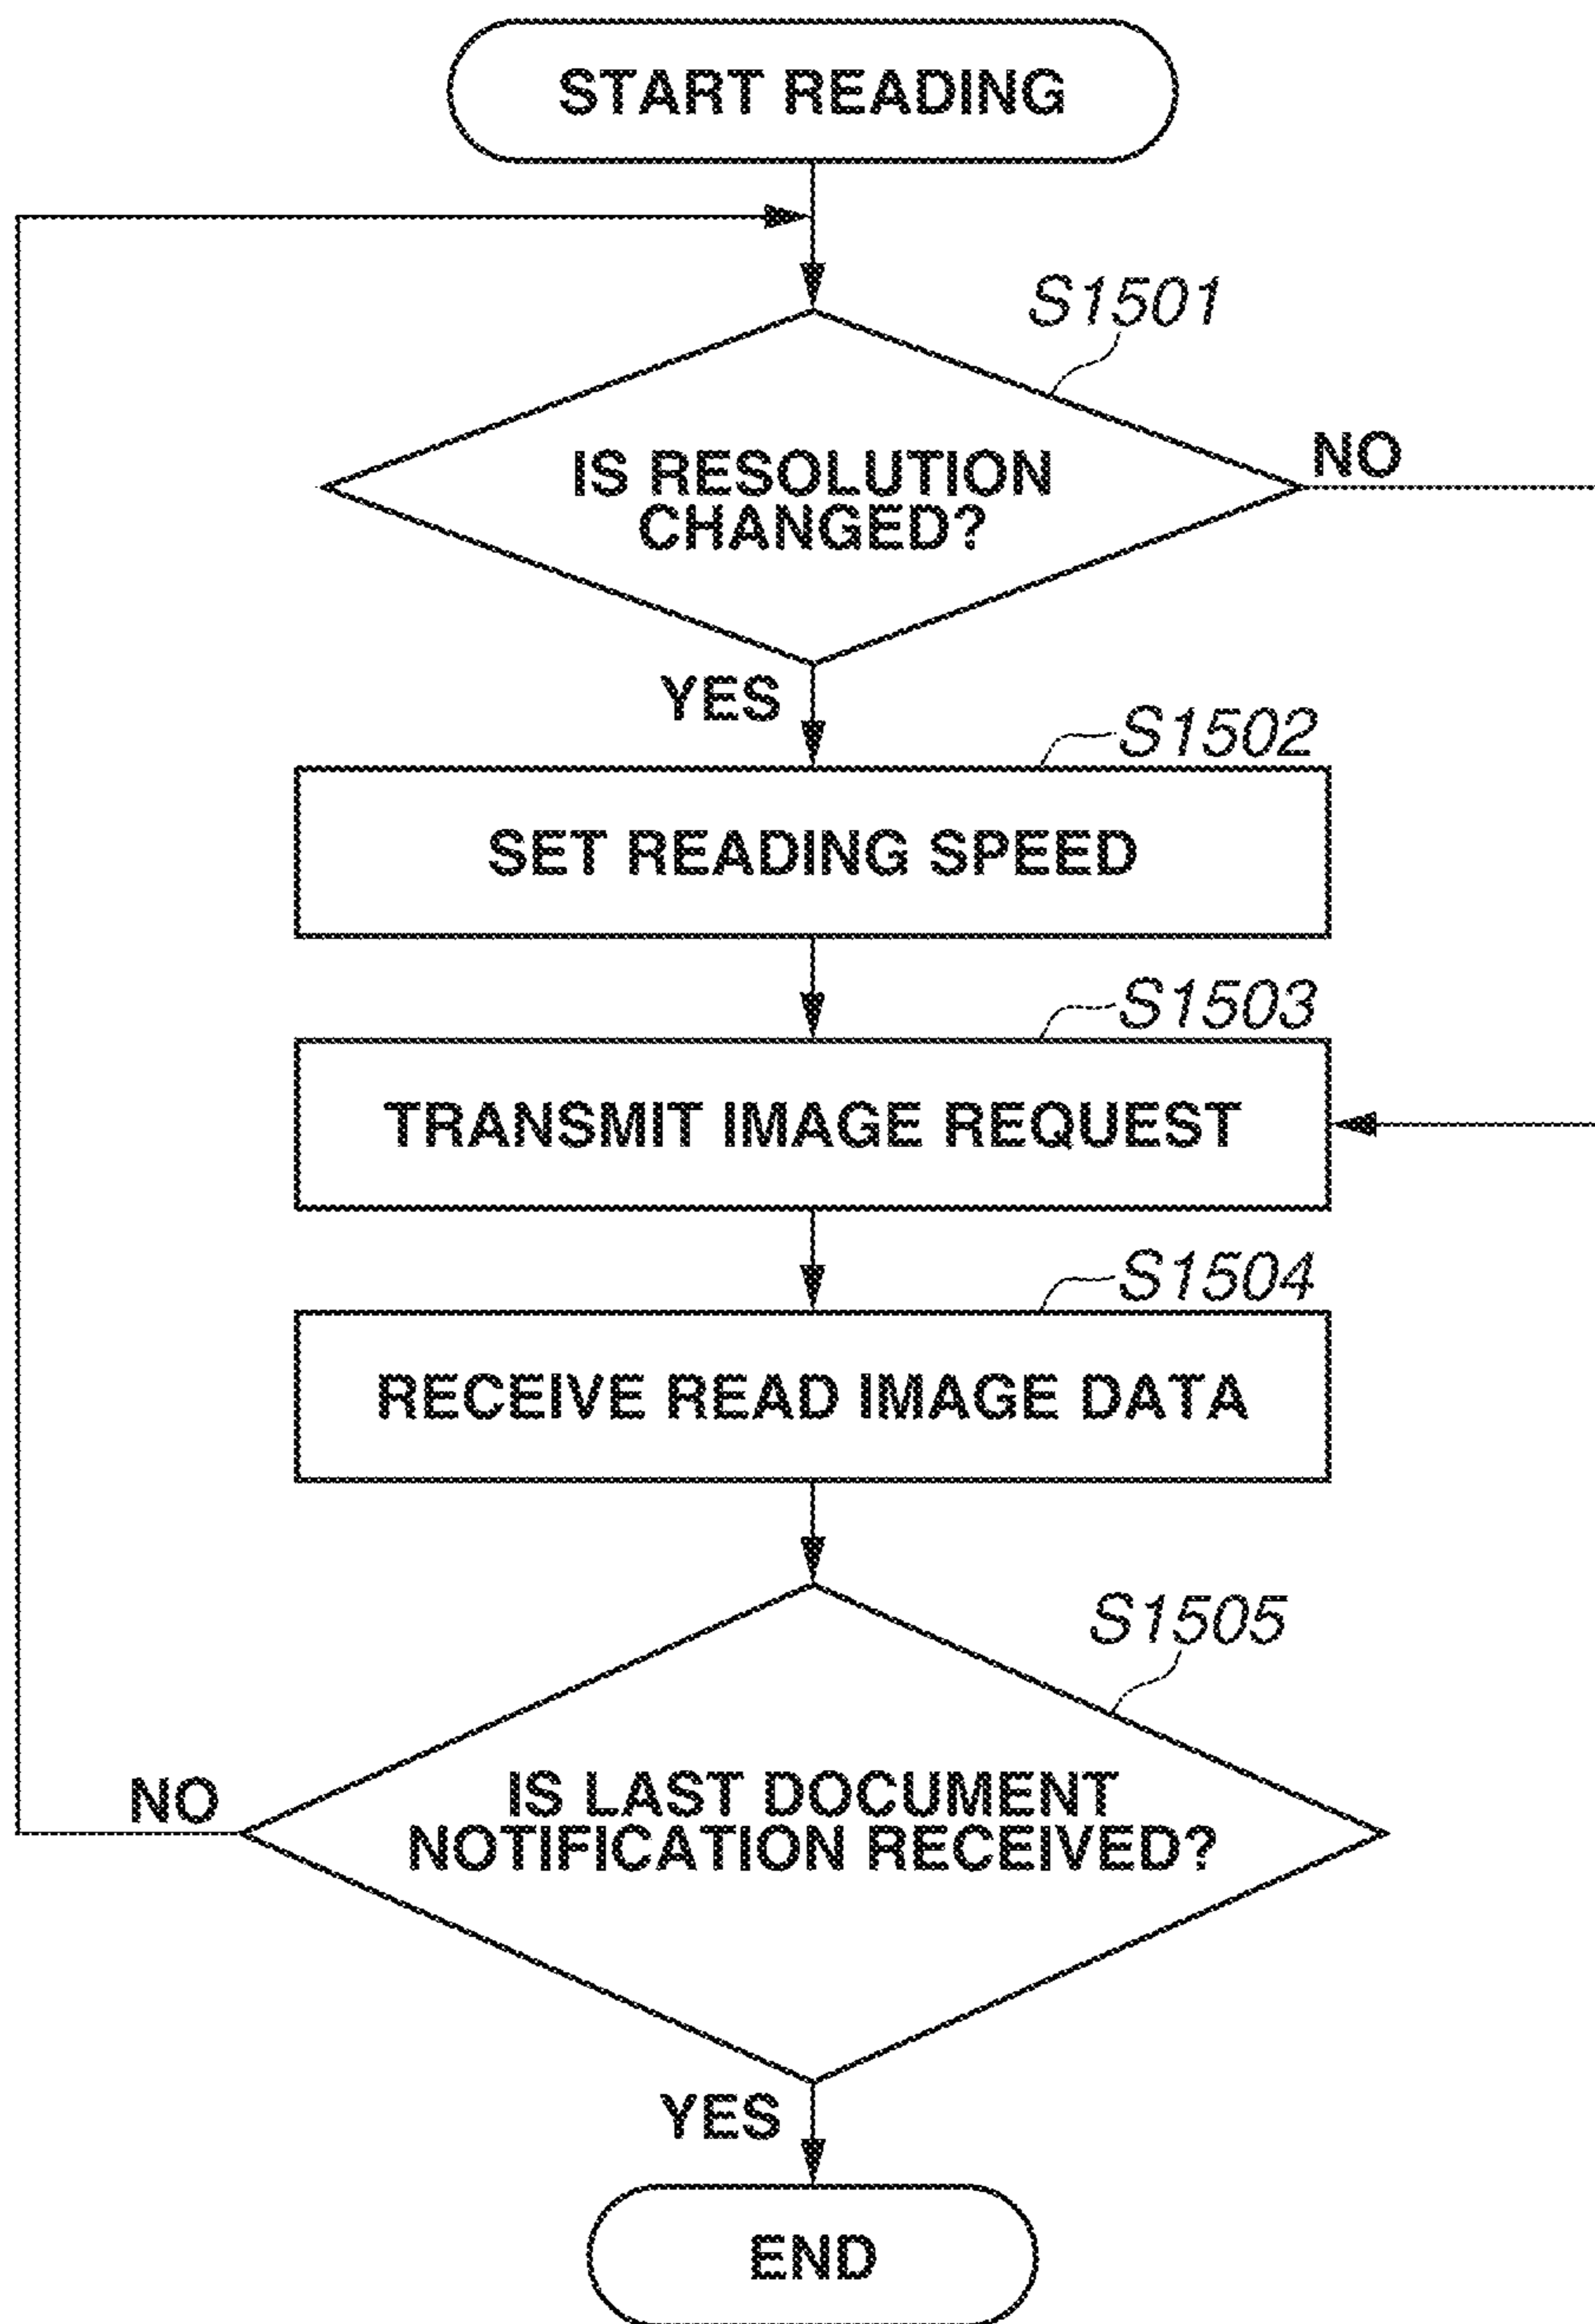 START READING
S1501
IS RESOLUTION
CHANGED?
NO
YES
S1502
SET READING SPEED
S1503
TRANSMIT IMAGE REQUEST
S1504
RECEIVE READ IMAGE DATA
S1505
IS LAST DOCUMENT
NOTIFICATION RECEIVED?
NO
YES
END